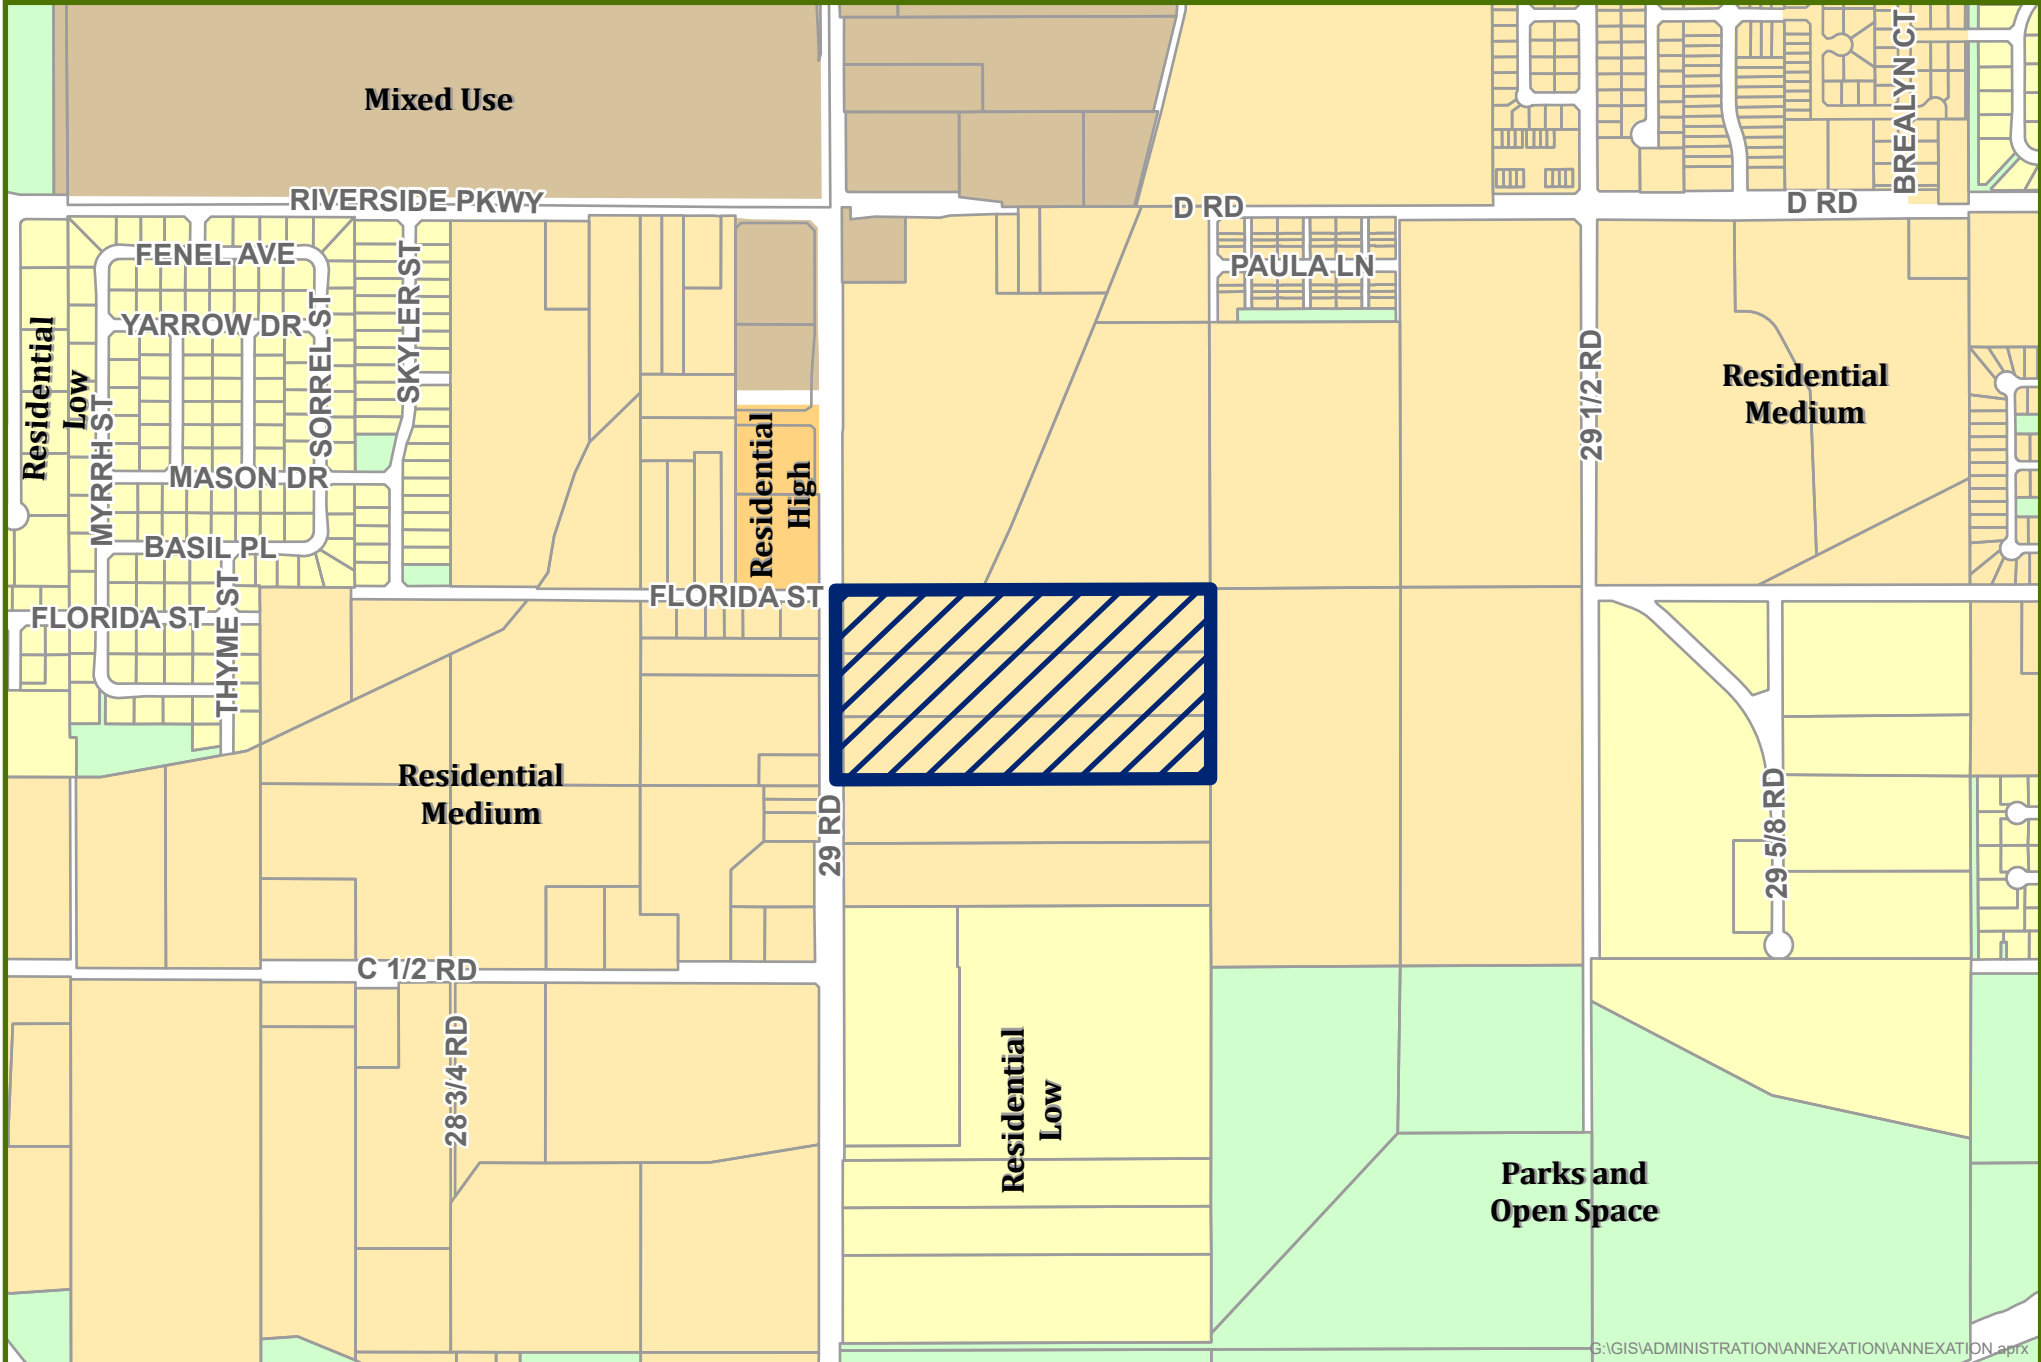 Mixed Use
BREALYN CT
RIVERSIDE PKWY
D RD
D RD
FENEL AVE
SKYLER ST
PAULA LN
YARROW DR
SORREL ST
Residential
Low
MYRRH ST
29 1/2 RD
Residential
Medium
Residential
High
MASON DR
BASIL PL
THYME ST
FLORIDA ST
FLORIDA ST
Residential
Medium
29 RD
29 5/8 RD
C 1/2 RD
28 3/4 RD
Residential
Low
Parks and
Open Space
G:\GIS\ADMINISTRATION\ANNEXATION\ANNEXATION.aprx